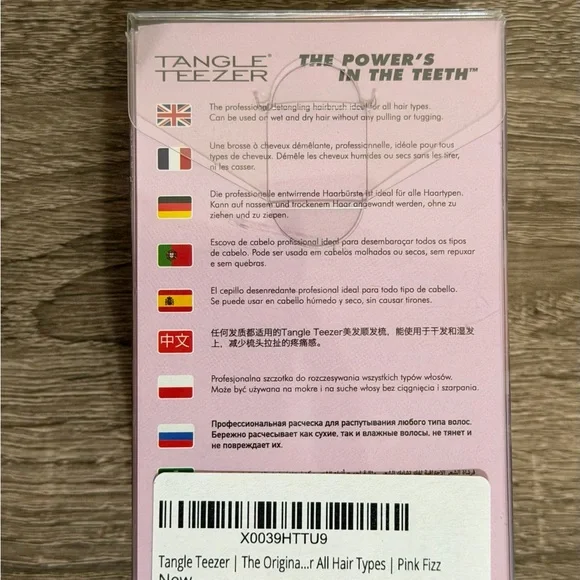 TANGLE®
TEEZER
THE POWER'S
IN THE TEETH™
The professional detangling hairbrush ideal for all hair types.
Can be used on wet and dry hair without any pulling or tugging.
Une brosse à cheveux démêlante, professionnelle, idéale pour tous
types de cheveux. Démêle les cheveux humides ou secs sans les tirer,
ni les casser.
Die professionelle entwirrende Haarbürste ist ideal für alle Haartypen.
Kann auf nassem und trockenem Haar angewandt werden, ohne zu
ziehen und zu ziepen.
Escova de cabelo profissional ideal para desembaraçar todos os tipos
de cabelo. Pode ser usada em cabelos molhados ou secos, sem repuxar
e sem quebras.
El cepillo desenredante profesional ideal para todo tipo de cabello.
Se puede usar en cabello húmedo y seco, sin causar tirones.
中文
任何发质都适用的Tangle Teezer美发顺发梳，能使用于干发和湿发
上，减少梳头拉扯的疼痛感。
Profesjonalna szczotka do rozczesywania wszystkich typów włosów.
Może być używana na mokre i na suche włosy bez ciągnięcia i szarpania.
Профессиональная расческа для распутывания любого типа волос.
Бережно расчесывает как сухие, так и влажные волосы, не тянет и
не повреждает их.
X0039HTTU9
Tangle Teezer | The Origina...r All Hair Types | Pink Fizz
New